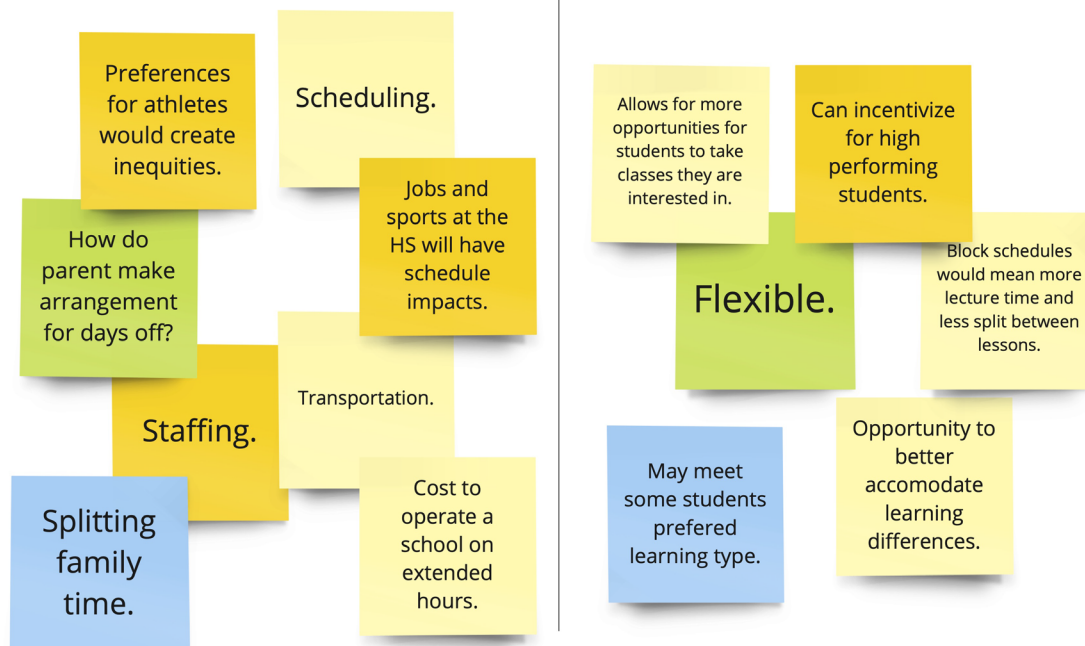 Preferences
for athletes
would create
inequities.
Scheduling.
Jobs and
sports at the
HS will have
schedule
impacts.
How do
parent make
arrangement
for days off?
Staffing.
Transportation.
Splitting
family
time.
Cost to
operate a
school on
extended
hours.
Allows for more
opportunities for
students to take
classes they are
interested in.
Can incentivize
for high
performing
students.
Flexible.
Block schedules
would mean more
lecture time and
less split between
lessons.
May meet
some students
prefered
learning type.
Opportunity to
better
accomodate
learning
differences.